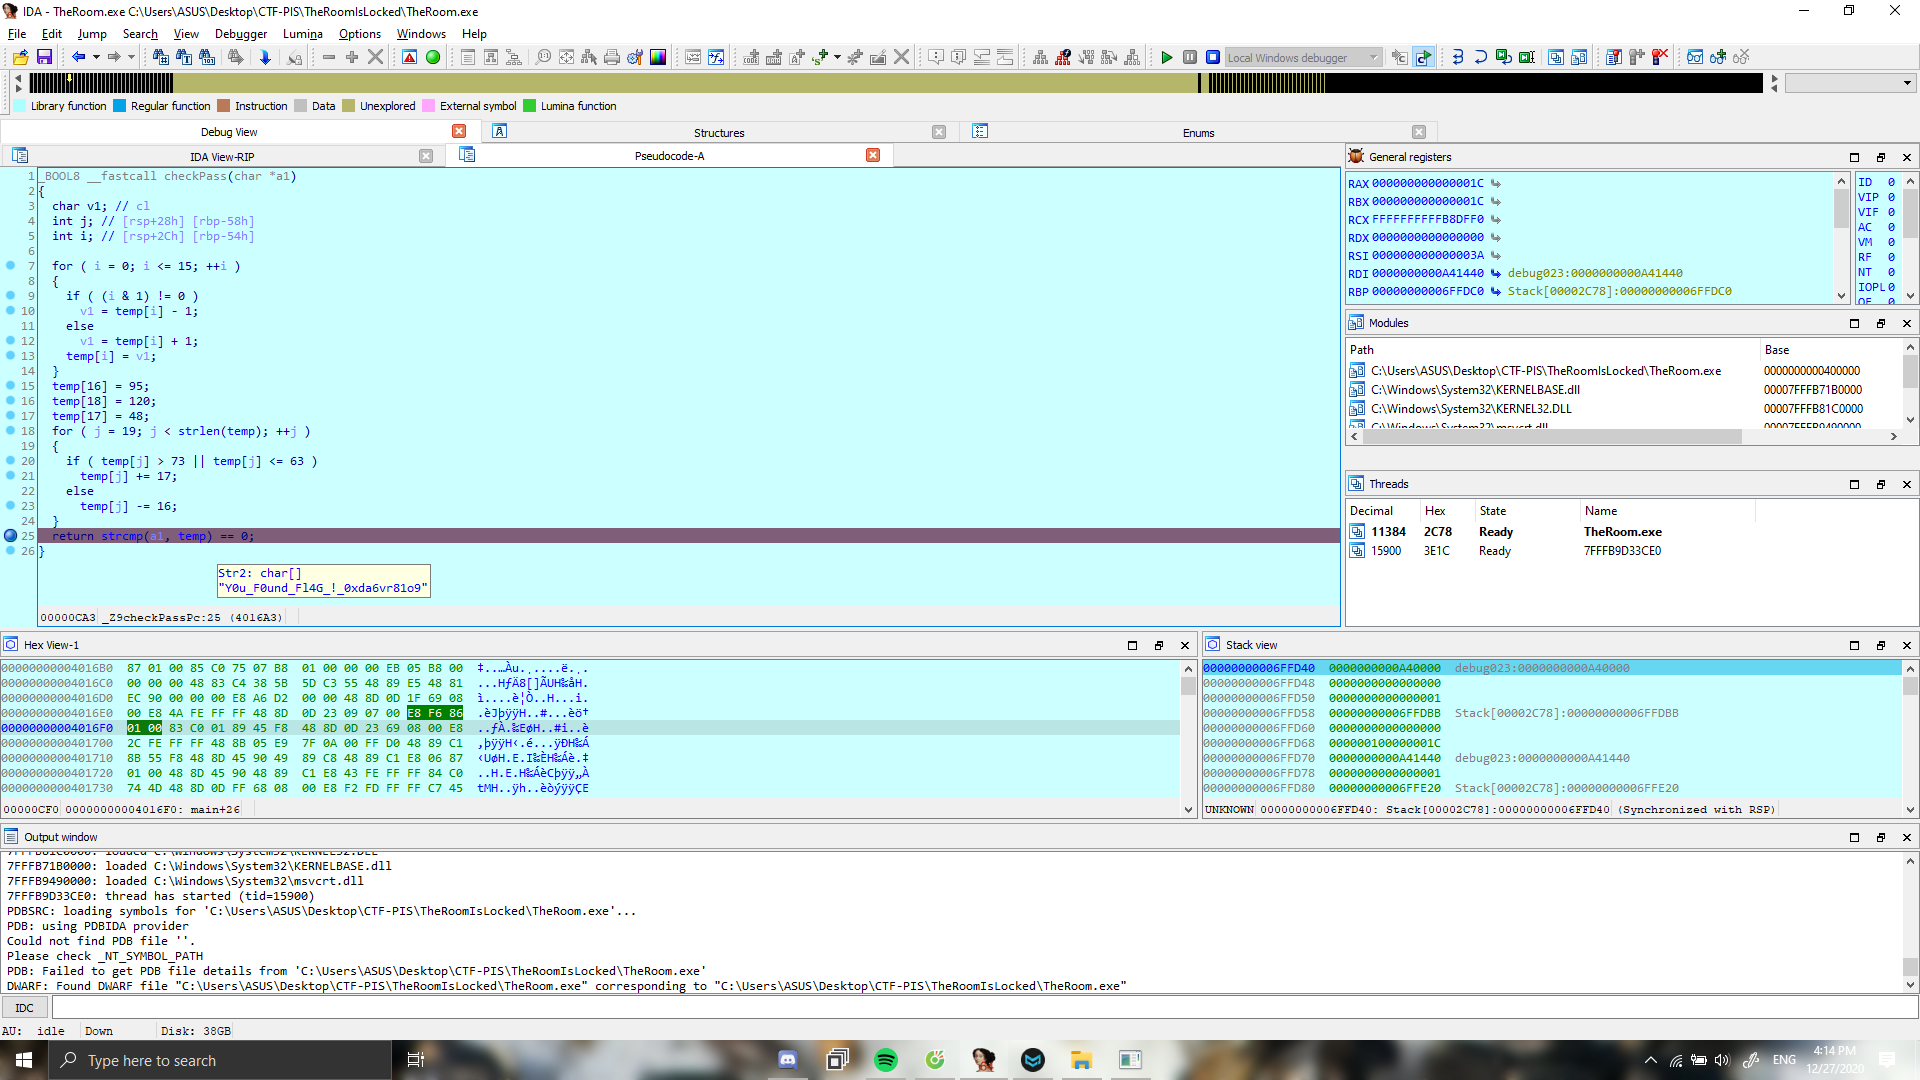 IDA - TheRoom.exe C:\Users\ASUS\Desktop\CTF-PIS\TheRoomIsLocked\TheRoom.exe
File Edit Jump Search View Debugger Lumina Options Windows Help
Local Windows debugger
Library function Regular function Instruction Data Unexplored External symbol Lumina function
Debug View Structures Enums
IDA View-RIP Pseudocode-A
1 _BOOL8 __fastcall checkPass(char *a1)
2 {
3 char v1; // cl
4 int j; // [rsp+28h] [rbp-58h]
5 int i; // [rsp+2Ch] [rbp-54h]
6
7 for ( i = 0; i <= 15; ++i )
8 {
9 if ( (i & 1) != 0 )
10 v1 = temp[i] - 1;
11 else
12 v1 = temp[i] + 1;
13 temp[i] = v1;
14 }
15 temp[16] = 95;
16 temp[18] = 120;
17 temp[17] = 48;
18 for ( j = 19; j < strlen(temp); ++j )
19 {
20 if ( temp[j] > 73 || temp[j] <= 63 )
21 temp[j] += 17;
22 else
23 temp[j] -= 16;
24 }
25 return strcmp(a1, temp) == 0;
26 }
Str2: char[]
"Y0u_F0und_Fl4G_!_0xda6vr81o9"
00000CA3 _Z9checkPassPc:25 (4016A3)
General registers
RAX 000000000000001C
RBX 000000000000001C
RCX FFFFFFFFFFB8DFF0
RDX 0000000000000000
RSI 000000000000003A
RDI 0000000000A41440 debug023:0000000000A41440
RBP 00000000006FFDC0 Stack[00002C78]:00000000006FFDC0
ID 0
VIP 0
VIF 0
AC 0
VM 0
RF 0
NT 0
IOPL 0
Modules
Path Base
C:\Users\ASUS\Desktop\CTF-PIS\TheRoomIsLocked\TheRoom.exe 0000000000400000
C:\Windows\System32\KERNELBASE.dll 00007FFFB71B0000
C:\Windows\System32\KERNEL32.DLL 00007FFFB81C0000
C:\Windows\System32\msvcrt.dll 00007FFFB9490000
Threads
Decimal Hex State Name
11384 2C78 Ready TheRoom.exe
15900 3E1C Ready 7FFFB9D33CE0
Hex View-1
00000000004016B0 87 01 00 85 C0 75 07 B8 01 00 00 00 EB 05 B8 00 ‡..…Àu.¸....ë.¸.
00000000004016C0 00 00 00 48 83 C4 38 5B 5D C3 55 48 89 E5 48 81 ...HƒÄ8[]ÃUH‰åH.
00000000004016D0 EC 90 00 00 00 E8 A6 D2 00 00 48 8D 0D 1F 69 08 ì....è¦Ò..H...i.
00000000004016E0 00 E8 4A FE FF FF 48 8D 0D 23 09 07 00 E8 F6 86 .èJþÿÿH..#...èö†
00000000004016F0 01 00 83 C0 01 89 45 F8 48 8D 0D 23 69 08 00 E8 ..ƒÀ.‰EøH..#i..è
0000000000401700 2C FE FF FF 48 8B 05 E9 7F 0A 00 FF D0 48 89 C1 ,þÿÿH‹.é...ÿÐH‰Á
0000000000401710 8B 55 F8 48 8D 45 90 49 89 C8 48 89 C1 E8 06 87 ‹UøH.E.I‰ÈH‰Áè.‡
0000000000401720 01 00 48 8D 45 90 48 89 C1 E8 43 FE FF FF 84 C0 ..H.E.H‰ÁèCþÿÿ„À
0000000000401730 74 4D 48 8D 0D FF 68 08 00 E8 F2 FD FF FF C7 45 tMH..ÿh..èòýÿÿÇE
00000CF0 00000000004016F0: main+26
Stack view
00000000006FFD40 0000000000A40000 debug023:0000000000A40000
00000000006FFD48 0000000000000000
00000000006FFD50 0000000000000001
00000000006FFD58 00000000006FFDBB Stack[00002C78]:00000000006FFDBB
00000000006FFD60 0000000000000000
00000000006FFD68 000000100000001C
00000000006FFD70 0000000000A41440 debug023:0000000000A41440
00000000006FFD78 0000000000000001
00000000006FFD80 00000000006FFE20 Stack[00002C78]:00000000006FFE20
UNKNOWN 00000000006FFD40: Stack[00002C78]:00000000006FFD40 (Synchronized with RSP)
Output window
7FFFB81C0000: loaded C:\Windows\System32\KERNEL32.DLL
7FFFB71B0000: loaded C:\Windows\System32\KERNELBASE.dll
7FFFB9490000: loaded C:\Windows\System32\msvcrt.dll
7FFFB9D33CE0: thread has started (tid=15900)
PDBSRC: loading symbols for 'C:\Users\ASUS\Desktop\CTF-PIS\TheRoomIsLocked\TheRoom.exe'...
PDB: using PDBIDA provider
Could not find PDB file ''.
Please check _NT_SYMBOL_PATH
PDB: Failed to get PDB file details from 'C:\Users\ASUS\Desktop\CTF-PIS\TheRoomIsLocked\TheRoom.exe'
DWARF: Found DWARF file "C:\Users\ASUS\Desktop\CTF-PIS\TheRoomIsLocked\TheRoom.exe" corresponding to "C:\Users\ASUS\Desktop\CTF-PIS\TheRoomIsLocked\TheRoom.exe"
IDC
AU: idle Down Disk: 38GB
Type here to search
ENG
4:14 PM
12/27/2020